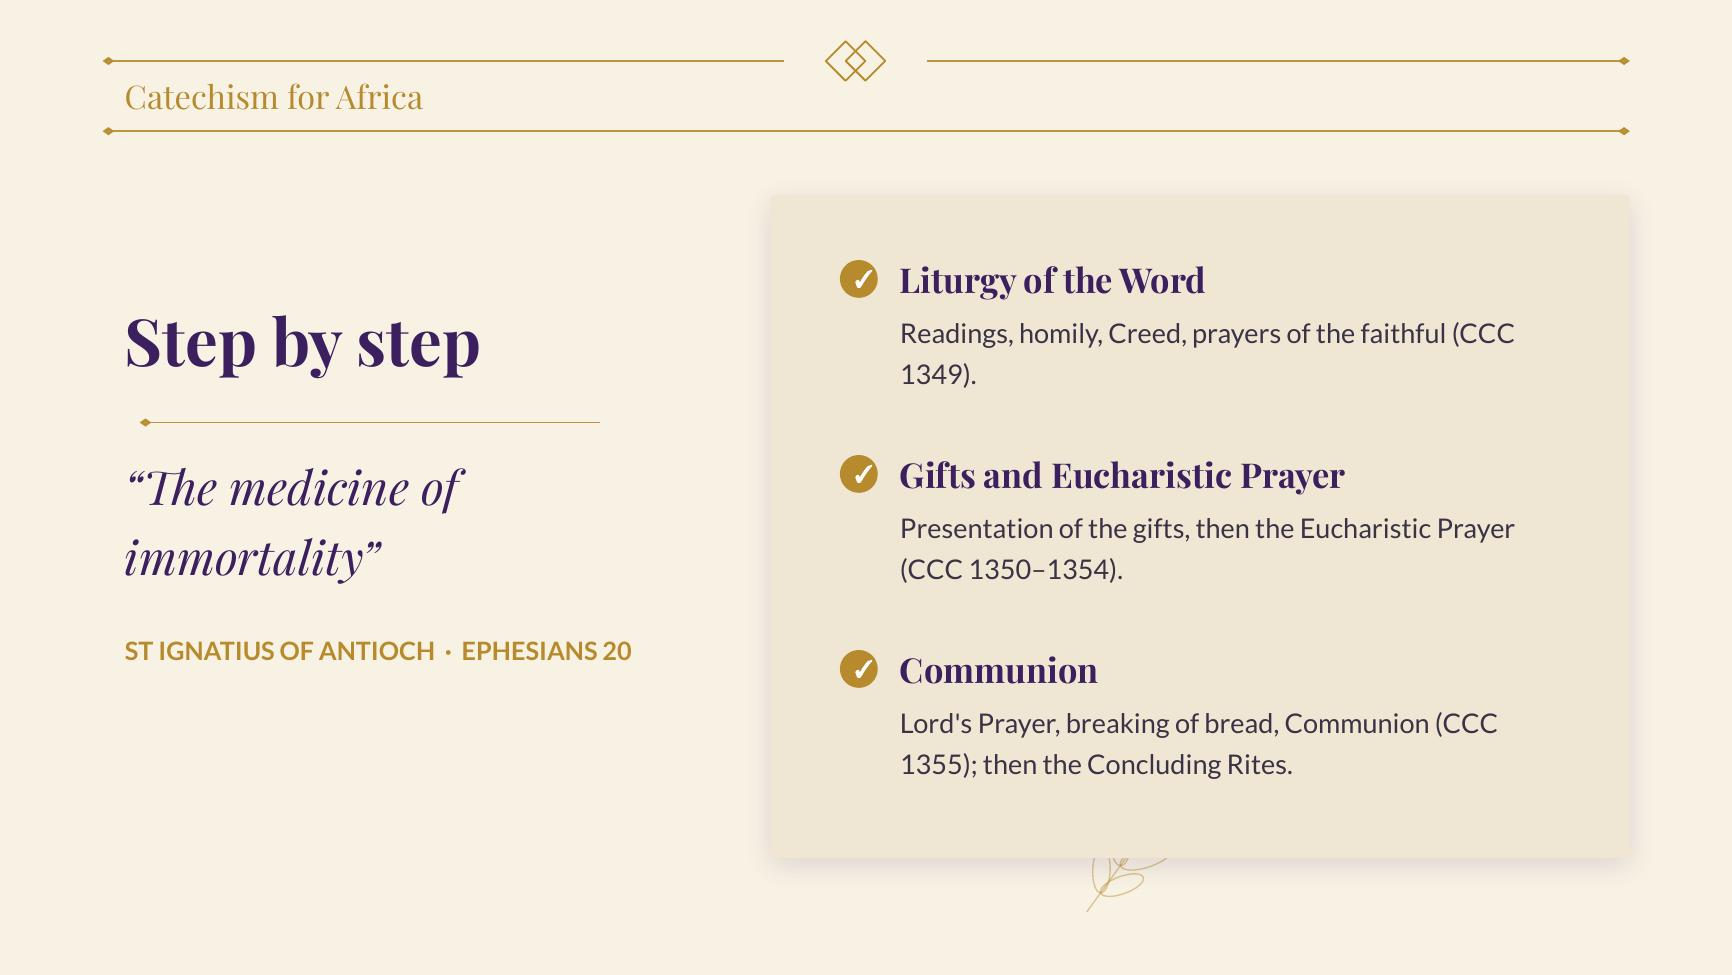 Catechism for Africa
Step by step
“The medicine of
immortality”
ST IGNATIUS OF ANTIOCH · EPHESIANS 20
Liturgy of the Word
Readings, homily, Creed, prayers of the faithful (CCC
1349).
Gifts and Eucharistic Prayer
Presentation of the gifts, then the Eucharistic Prayer
(CCC 1350–1354).
Communion
Lord's Prayer, breaking of bread, Communion (CCC
1355); then the Concluding Rites.